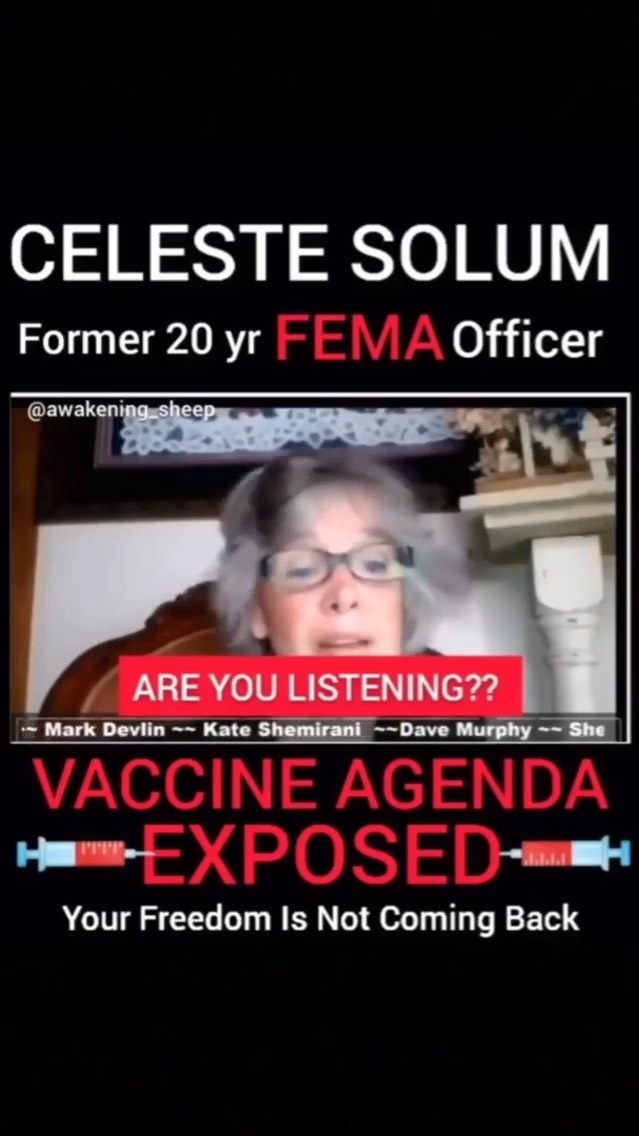 CELESTE SOLUM
Former 20 yr FEMA Officer
@awakening_sheep
ARE YOU LISTENING??
~ Mark Devlin ~~ Kate Shemirani ~~Dave Murphy ~~ She
VACCINE AGENDA
EXPOSED
Your Freedom Is Not Coming Back